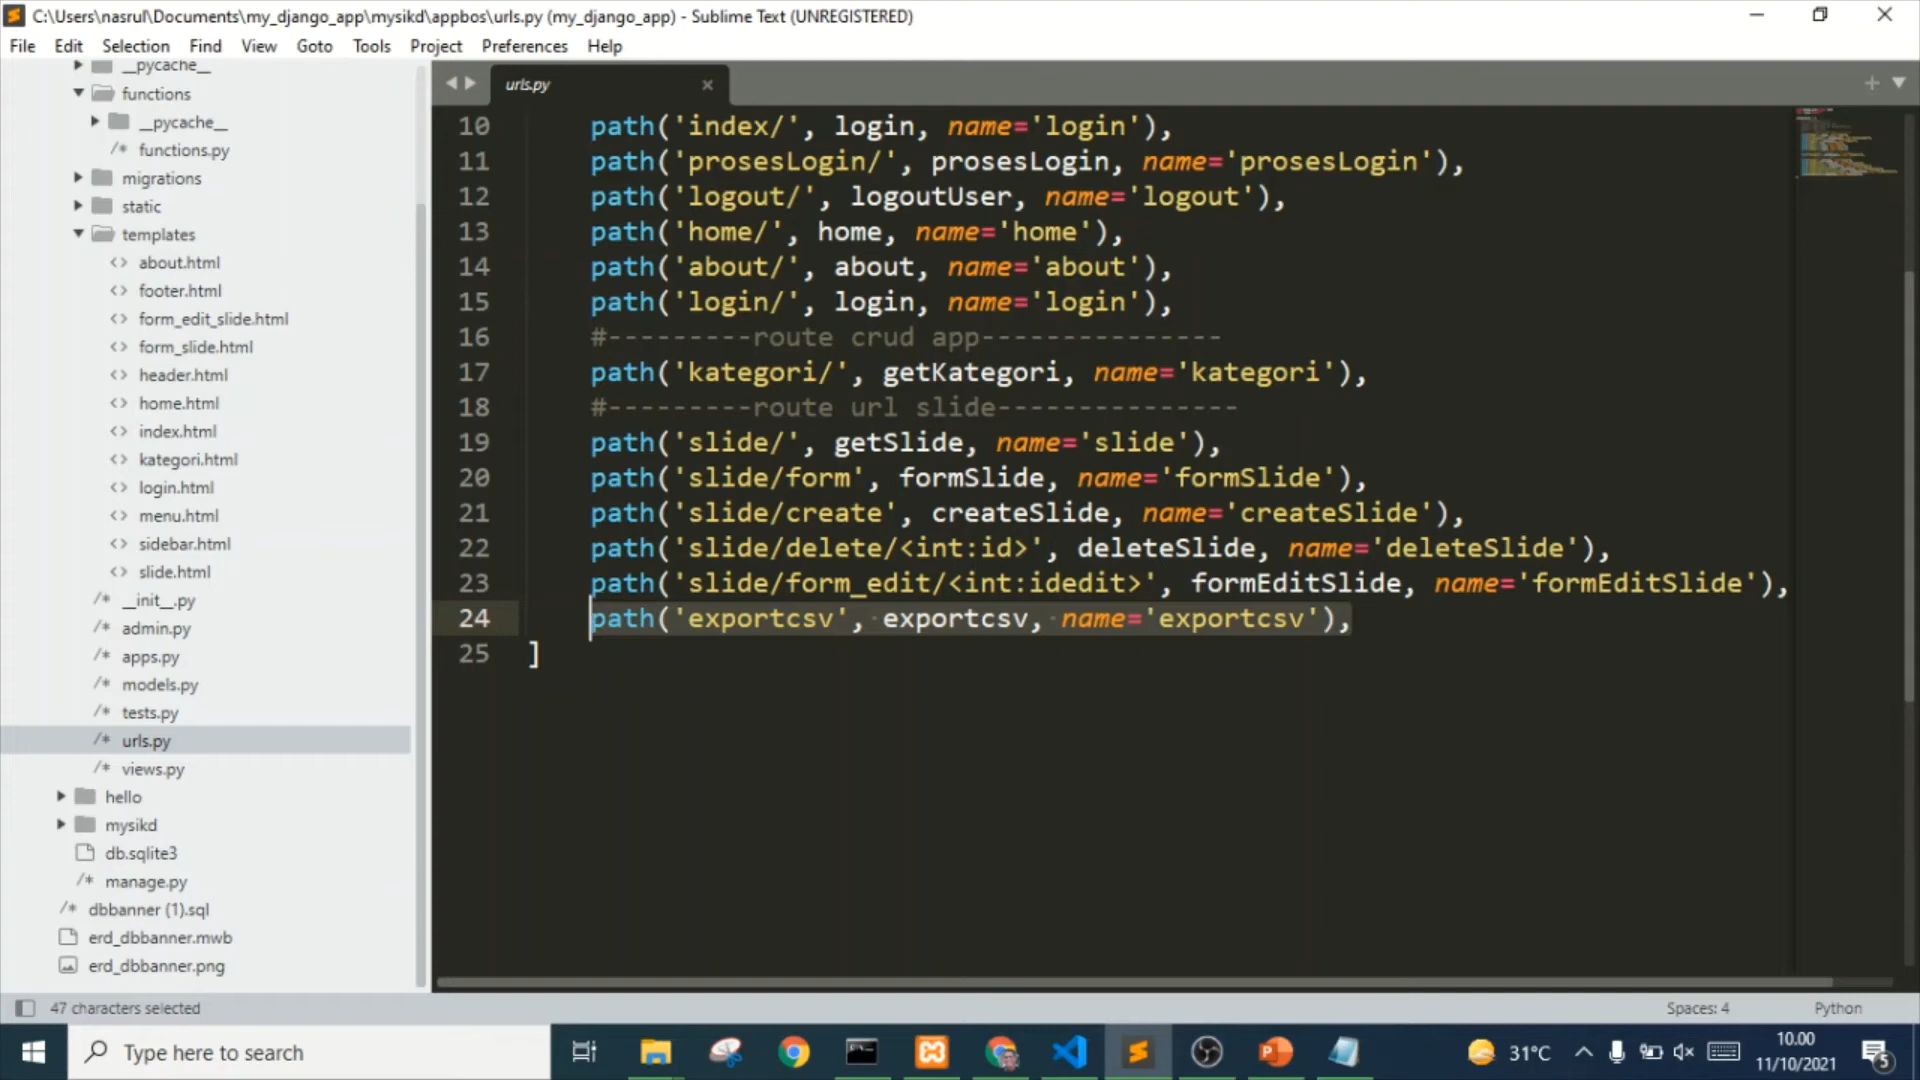 C:\Users\nasrul\Documents\my_django_app\mysikd\appbos\urls.py (my_django_app) - Sublime Text (UNREGISTERED)
File Edit Selection Find View Goto Tools Project Preferences Help
__pycache__
functions
__pycache__
/* functions.py
migrations
static
templates
<> about.html
<> footer.html
<> form_edit_slide.html
<> form_slide.html
<> header.html
<> home.html
<> index.html
<> kategori.html
<> login.html
<> menu.html
<> sidebar.html
<> slide.html
/* __init__.py
/* admin.py
/* apps.py
/* models.py
/* tests.py
/* urls.py
/* views.py
hello
mysikd
db.sqlite3
/* manage.py
/* dbbanner (1).sql
erd_dbbanner.mwb
erd_dbbanner.png
urls.py
10 path('index/', login, name='login'),
11 path('prosesLogin/', prosesLogin, name='prosesLogin'),
12 path('logout/', logoutUser, name='logout'),
13 path('home/', home, name='home'),
14 path('about/', about, name='about'),
15 path('login/', login, name='login'),
16 #---------route crud app---------------
17 path('kategori/', getKategori, name='kategori'),
18 #---------route url slide---------------
19 path('slide/', getSlide, name='slide'),
20 path('slide/form', formSlide, name='formSlide'),
21 path('slide/create', createSlide, name='createSlide'),
22 path('slide/delete/<int:id>', deleteSlide, name='deleteSlide'),
23 path('slide/form_edit/<int:idedit>', formEditSlide, name='formEditSlide'),
24 path('exportcsv', exportcsv, name='exportcsv'),
25 ]
47 characters selected
Spaces: 4
Python
Type here to search
31°C
10.00
11/10/2021
5